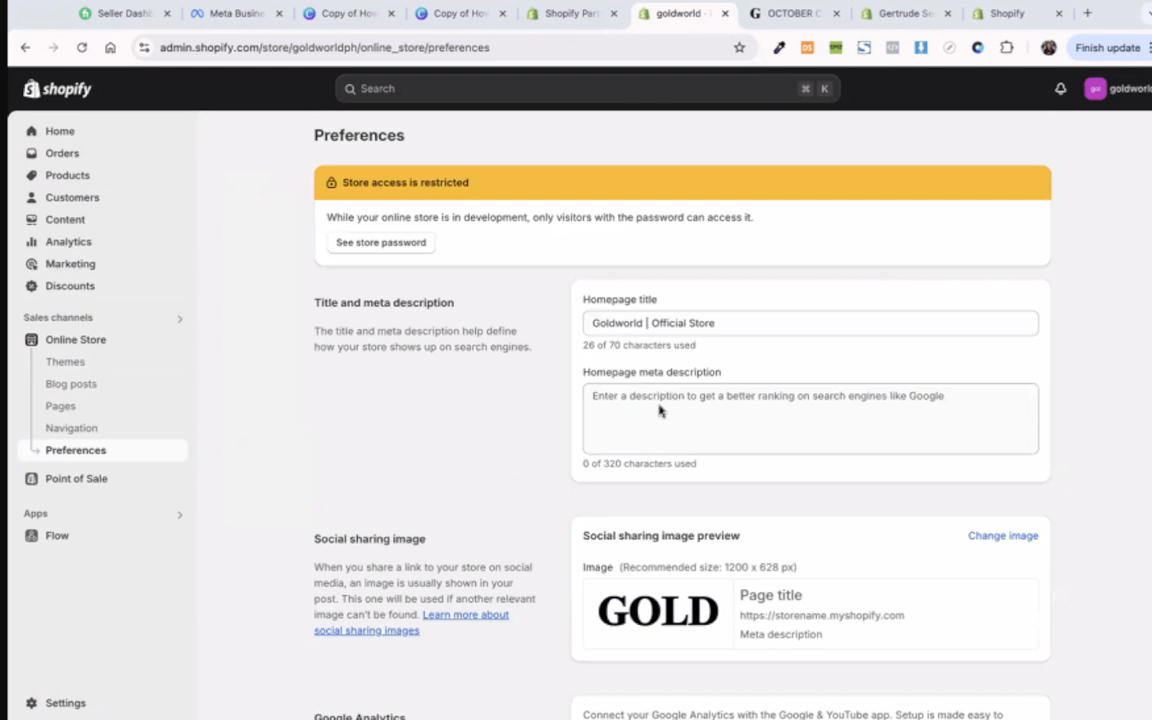 Seller Dash
Meta Busine
Copy of How
Copy of How
Shopify Part
goldworld -
OCTOBER C
Gertrude Se
Shopify
admin.shopify.com/store/goldworldph/online_store/preferences
Finish update
shopify
Search
⌘ K
gol
goldworl
Home
Orders
Products
Customers
Content
Analytics
Marketing
Discounts
Sales channels
Online Store
Themes
Blog posts
Pages
Navigation
Preferences
Point of Sale
Apps
Flow
Settings
Preferences
Store access is restricted
While your online store is in development, only visitors with the password can access it.
See store password
Title and meta description
The title and meta description help define
how your store shows up on search engines.
Homepage title
Goldworld | Official Store
26 of 70 characters used
Homepage meta description
Enter a description to get a better ranking on search engines like Google
0 of 320 characters used
Social sharing image
When you share a link to your store on social
media, an image is usually shown in your
post. This one will be used if another relevant
image can't be found. Learn more about
social sharing images
Social sharing image preview
Change image
Image (Recommended size: 1200 x 628 px)
GOLD
Page title
https://storename.myshopify.com
Meta description
Google Analytics
Connect your Google Analytics with the Google & YouTube app. Setup is made easy to